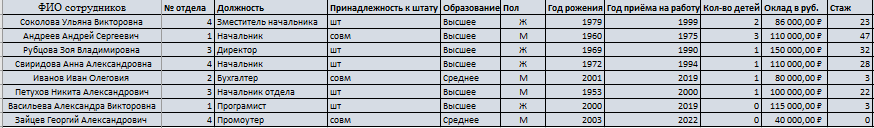 ФИО сотрудников № отдела Должность Принадлежность к штату Образование Пол Год рожения Год приёма на работу Кол-во детей Оклад в руб. Стаж
Соколова Ульяна Викторовна 4 Зместитель начальника шт Высшее Ж 1979 1999 2 86 000,00 ₽ 23
Андреев Андрей Сергеевич 1 Начальник совм Высшее М 1960 1975 3 110 000,00 ₽ 47
Рубцова Зоя Владимировна 3 Директор шт Высшее Ж 1969 1990 1 150 000,00 ₽ 32
Свиридова Анна Александровна 4 Начальник шт Высшее М 1972 1994 1 110 000,00 ₽ 28
Иванов Иван Олеговия 2 Бухгалтер совм Среднее М 2001 2019 1 80 000,00 ₽ 3
Петухов Никита Александрович 3 Начальник отдела шт Высшее М 1953 2000 1 100 000,00 ₽ 22
Васильева Александра Викторовна 1 Програмист шт Высшее Ж 2000 2019 0 115 000,00 ₽ 3
Зайцев Георгий Александрович 4 Промоутер совм Среднее М 2003 2022 0 40 000,00 ₽ 0